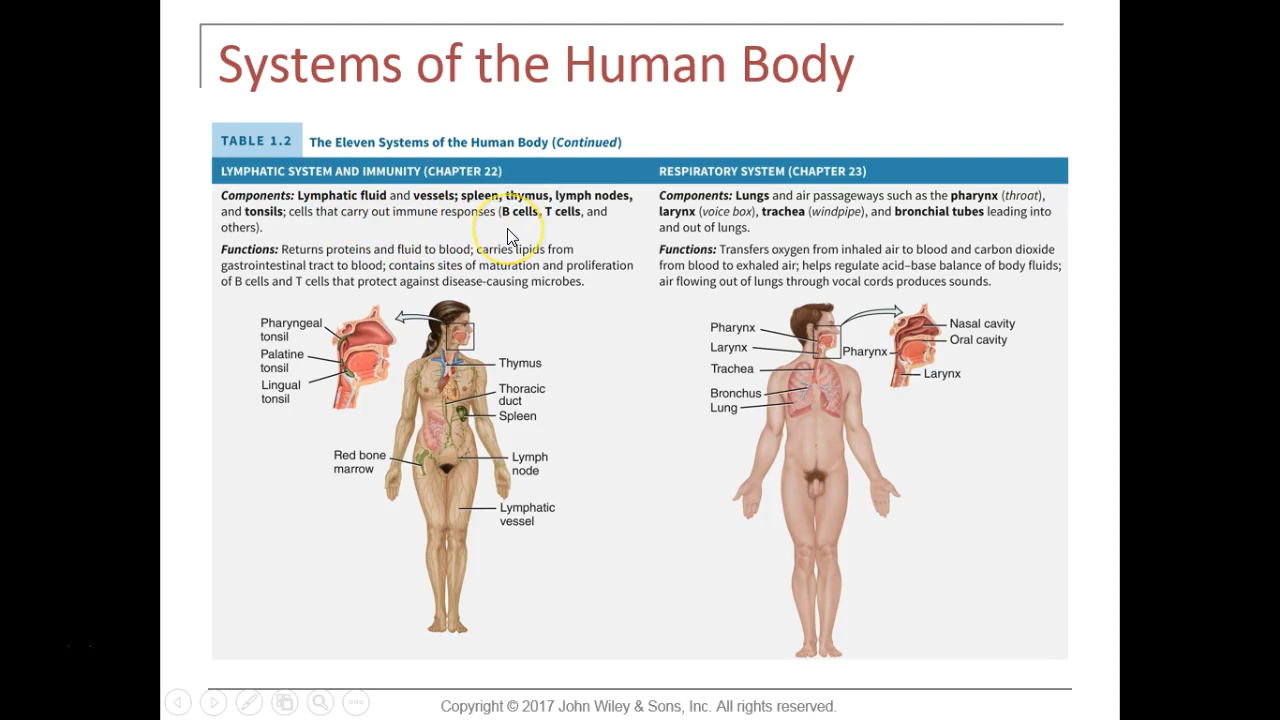 Systems of the Human Body
TABLE 1.2 The Eleven Systems of the Human Body (Continued)
LYMPHATIC SYSTEM AND IMMUNITY (CHAPTER 22)
Components: Lymphatic fluid and vessels; spleen, thymus, lymph nodes,
and tonsils; cells that carry out immune responses (B cells, T cells, and
others).
Functions: Returns proteins and fluid to blood; carries lipids from
gastrointestinal tract to blood; contains sites of maturation and proliferation
of B cells and T cells that protect against disease-causing microbes.
Pharyngeal
tonsil
Palatine
tonsil
Lingual
tonsil
Thymus
Thoracic
duct
Spleen
Red bone
marrow
Lymph
node
Lymphatic
vessel
RESPIRATORY SYSTEM (CHAPTER 23)
Components: Lungs and air passageways such as the pharynx (throat),
larynx (voice box), trachea (windpipe), and bronchial tubes leading into
and out of lungs.
Functions: Transfers oxygen from inhaled air to blood and carbon dioxide
from blood to exhaled air; helps regulate acid–base balance of body fluids;
air flowing out of lungs through vocal cords produces sounds.
Pharynx
Larynx
Trachea
Bronchus
Lung
Nasal cavity
Oral cavity
Pharynx
Larynx
Copyright © 2017 John Wiley & Sons, Inc. All rights reserved.